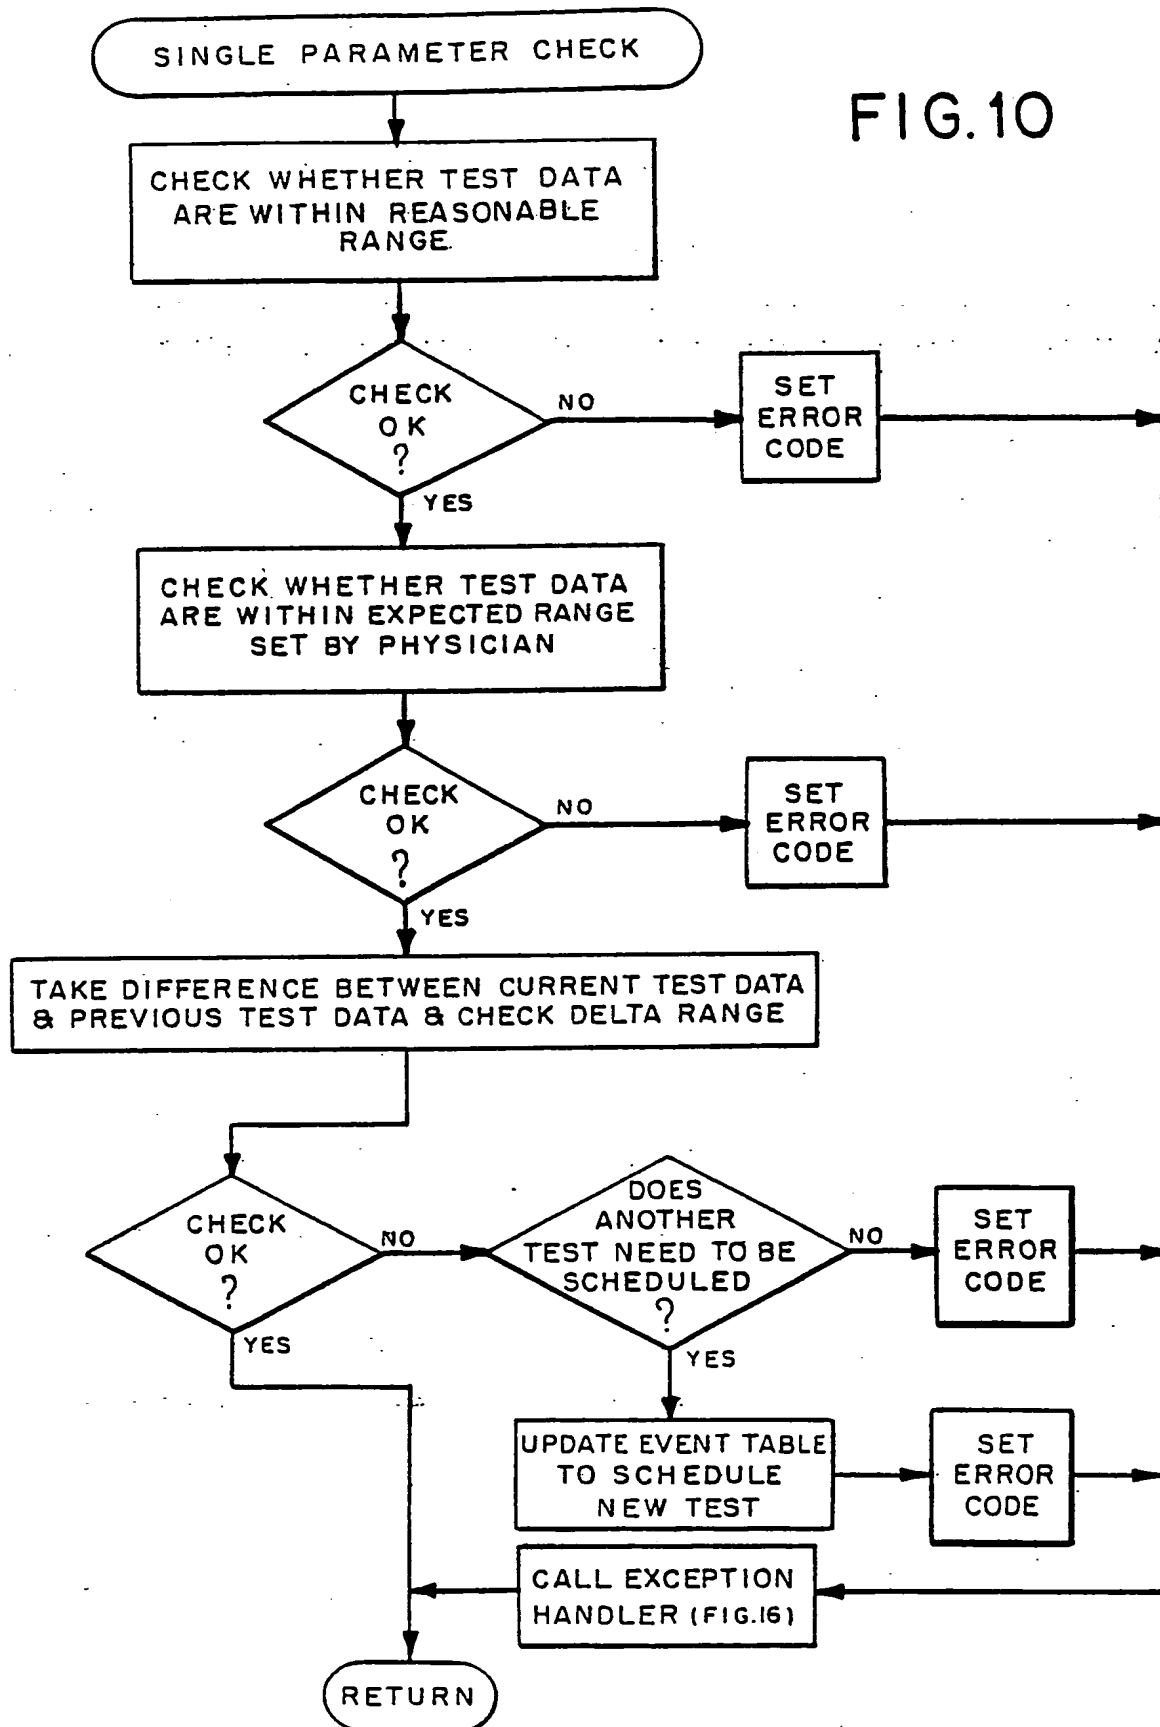 SINGLE PARAMETER CHECK
FIG.10
CHECK WHETHER TEST DATA
ARE WITHIN REASONABLE
RANGE
CHECK
OK
?
NO
SET
ERROR
CODE
YES
CHECK WHETHER TEST DATA
ARE WITHIN EXPECTED RANGE
SET BY PHYSICIAN
CHECK
OK
?
NO
SET
ERROR
CODE
YES
TAKE DIFFERENCE BETWEEN CURRENT TEST DATA
& PREVIOUS TEST DATA & CHECK DELTA RANGE
CHECK
OK
?
NO
YES
DOES
ANOTHER
TEST NEED TO BE
SCHEDULED
?
NO
SET
ERROR
CODE
YES
UPDATE EVENT TABLE
TO SCHEDULE
NEW TEST
SET
ERROR
CODE
CALL EXCEPTION
HANDLER (FIG.16)
RETURN